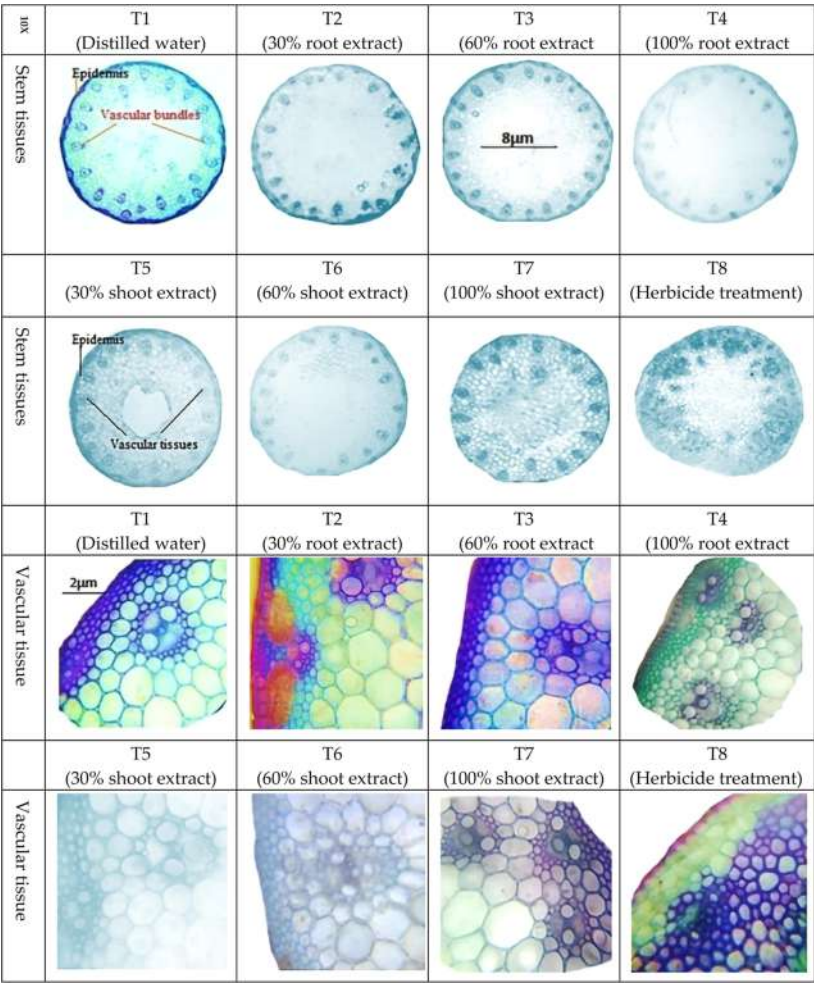 10X
T1
(Distilled water)
T2
(30% root extract)
T3
(60% root extract
T4
(100% root extract
Stem tissues
Epidermis
Vascular bundles
8µm
T5
(30% shoot extract)
T6
(60% shoot extract)
T7
(100% shoot extract)
T8
(Herbicide treatment)
Stem tissues
Epidermis
Vascular tissues
T1
(Distilled water)
T2
(30% root extract)
T3
(60% root extract
T4
(100% root extract
Vascular tissue
2µm
T5
(30% shoot extract)
T6
(60% shoot extract)
T7
(100% shoot extract)
T8
(Herbicide treatment)
Vascular tissue